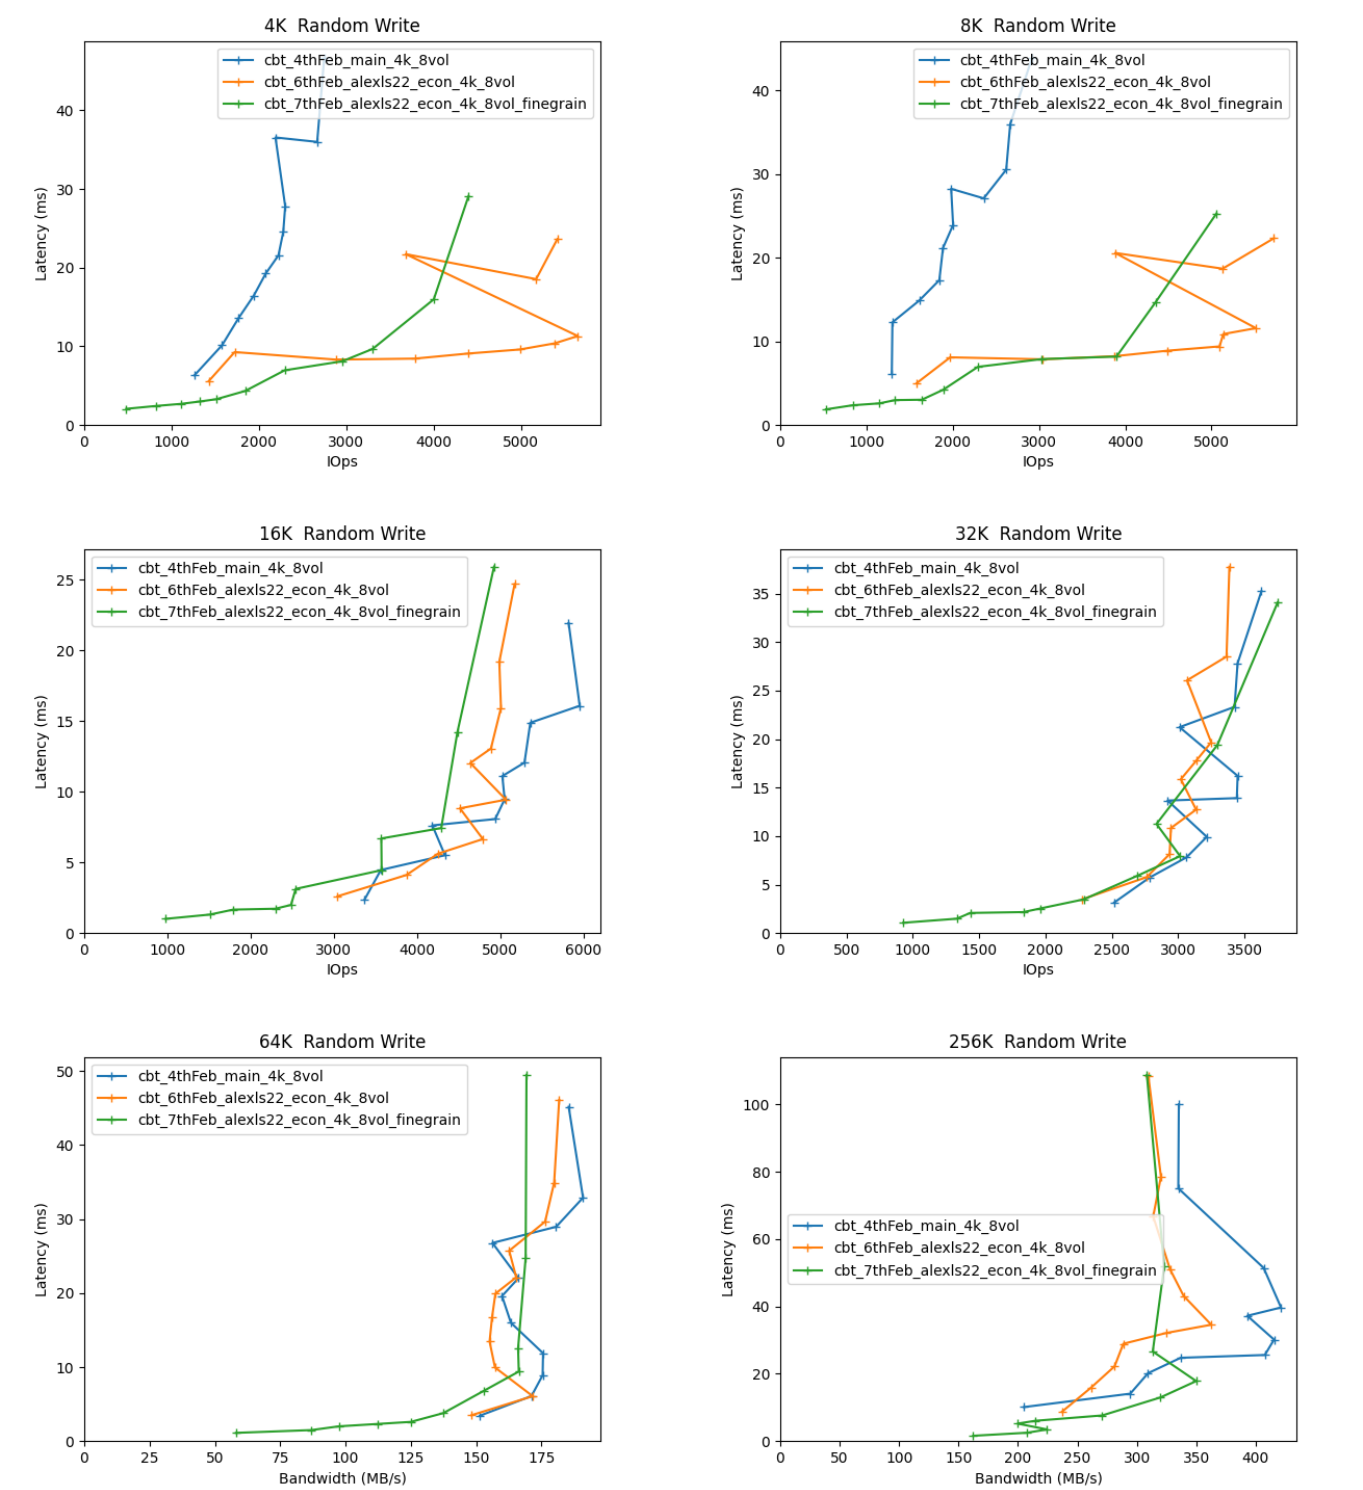 4K  Random Write
cbt_4thFeb_main_4k_8vol
cbt_6thFeb_alexls22_econ_4k_8vol
cbt_7thFeb_alexls22_econ_4k_8vol_finegrain
Latency (ms)
40
30
20
10
0
0 1000 2000 3000 4000 5000
IOps
8K  Random Write
cbt_4thFeb_main_4k_8vol
cbt_6thFeb_alexls22_econ_4k_8vol
cbt_7thFeb_alexls22_econ_4k_8vol_finegrain
Latency (ms)
40
30
20
10
0
0 1000 2000 3000 4000 5000
IOps
16K  Random Write
cbt_4thFeb_main_4k_8vol
cbt_6thFeb_alexls22_econ_4k_8vol
cbt_7thFeb_alexls22_econ_4k_8vol_finegrain
Latency (ms)
25
20
15
10
5
0
0 1000 2000 3000 4000 5000 6000
IOps
32K  Random Write
cbt_4thFeb_main_4k_8vol
cbt_6thFeb_alexls22_econ_4k_8vol
cbt_7thFeb_alexls22_econ_4k_8vol_finegrain
Latency (ms)
35
30
25
20
15
10
5
0
0 500 1000 1500 2000 2500 3000 3500
IOps
64K  Random Write
cbt_4thFeb_main_4k_8vol
cbt_6thFeb_alexls22_econ_4k_8vol
cbt_7thFeb_alexls22_econ_4k_8vol_finegrain
Latency (ms)
50
40
30
20
10
0
0 25 50 75 100 125 150 175
Bandwidth (MB/s)
256K  Random Write
cbt_4thFeb_main_4k_8vol
cbt_6thFeb_alexls22_econ_4k_8vol
cbt_7thFeb_alexls22_econ_4k_8vol_finegrain
Latency (ms)
100
80
60
40
20
0
0 50 100 150 200 250 300 350 400
Bandwidth (MB/s)